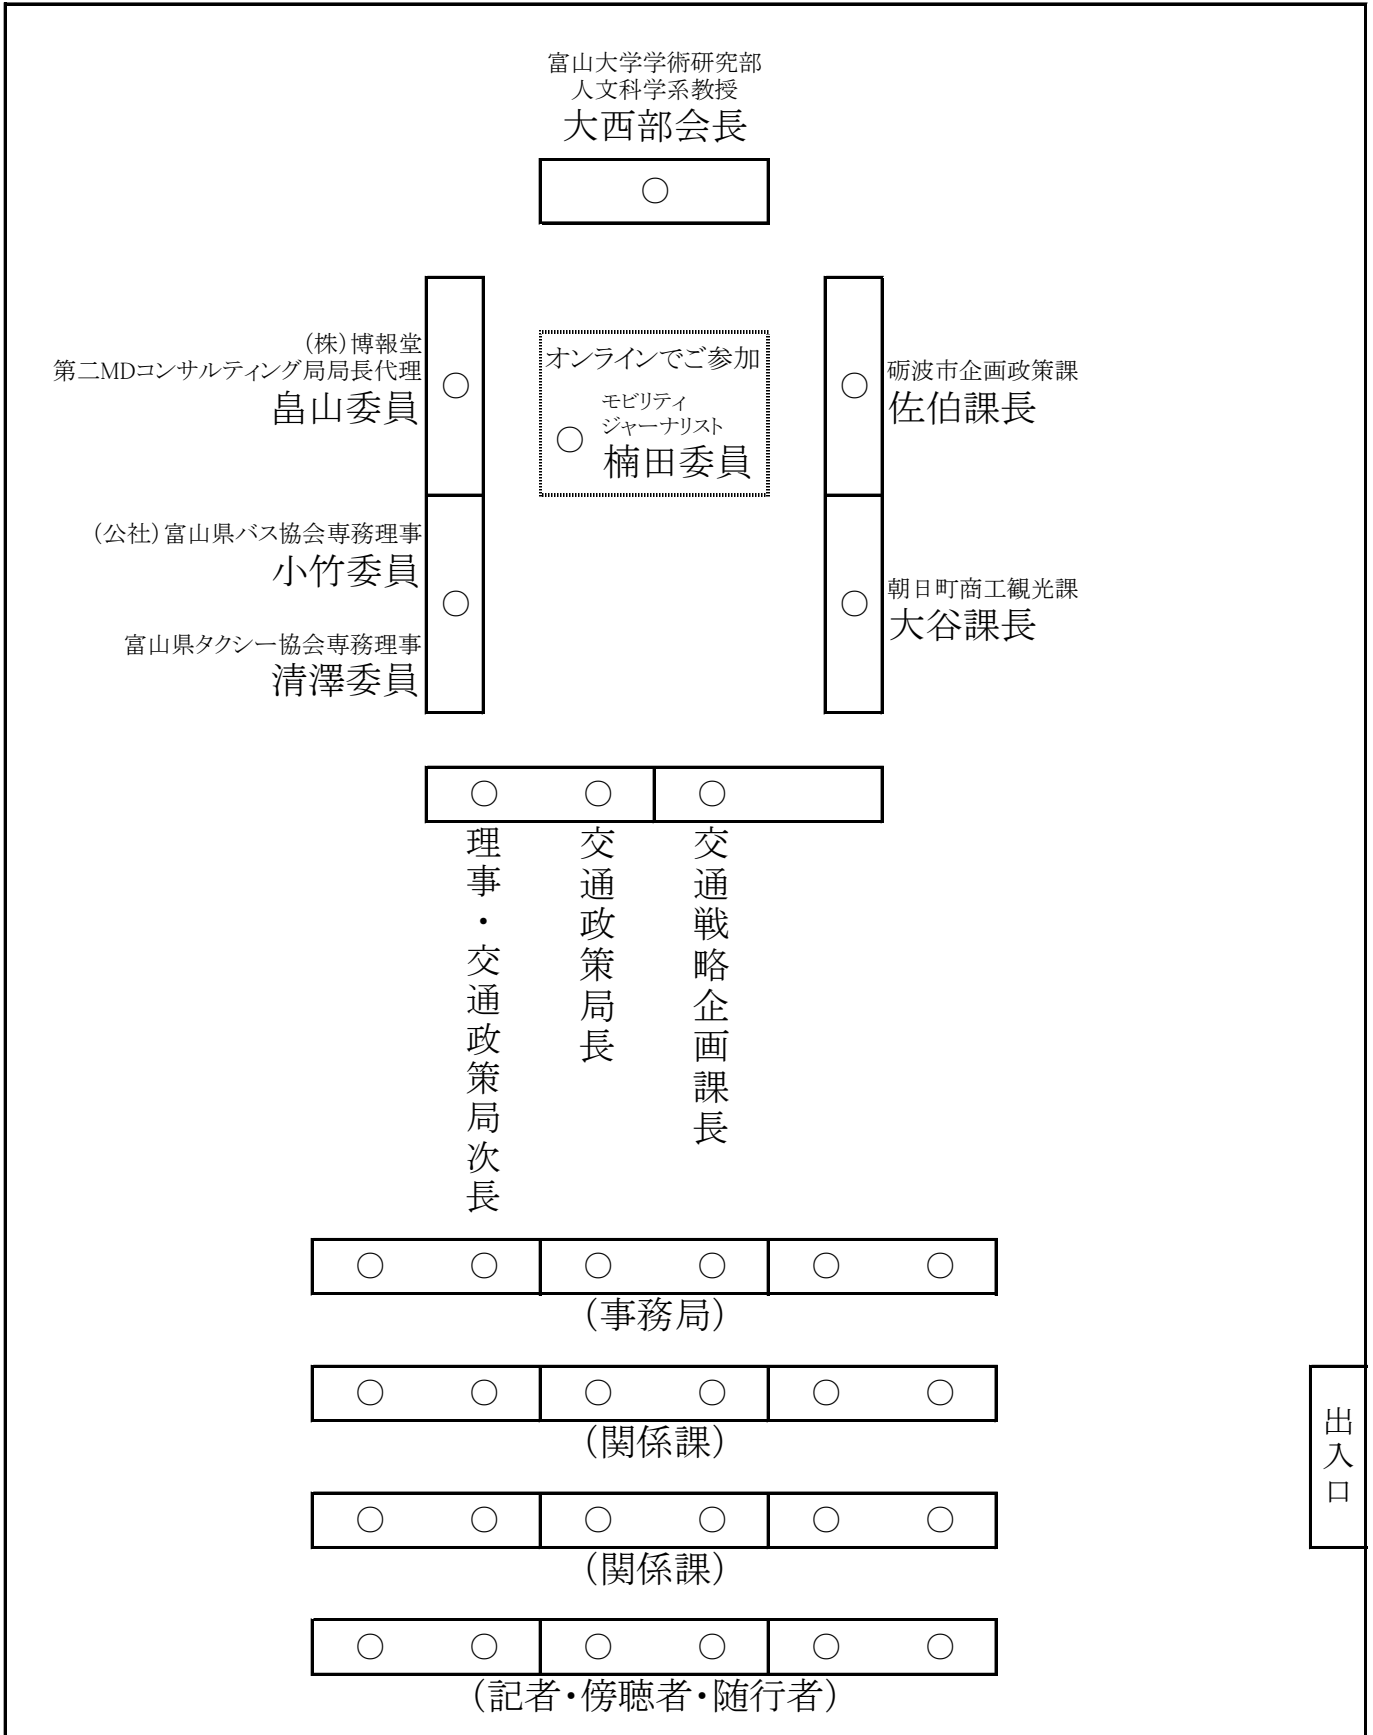 富山大学学術研究部
人文科学系教授
大西部会長
○
(株)博報堂
第二MDコンサルティング局局長代理
畠山委員
○
オンラインでご参加
モビリティ
ジャーナリスト
○
楠田委員
○
砺波市企画政策課
佐伯課長
(公社)富山県バス協会専務理事
小竹委員
○
富山県タクシー協会専務理事
清澤委員
○
朝日町商工観光課
大谷課長
○ ○ ○
理事・交通政策局次長
交通政策局長
交通戦略企画課長
○ ○ ○ ○ ○ ○
(事務局)
○ ○ ○ ○ ○ ○
(関係課)
○ ○ ○ ○ ○ ○
(関係課)
○ ○ ○ ○ ○ ○
(記者・傍聴者・随行者)
出入口